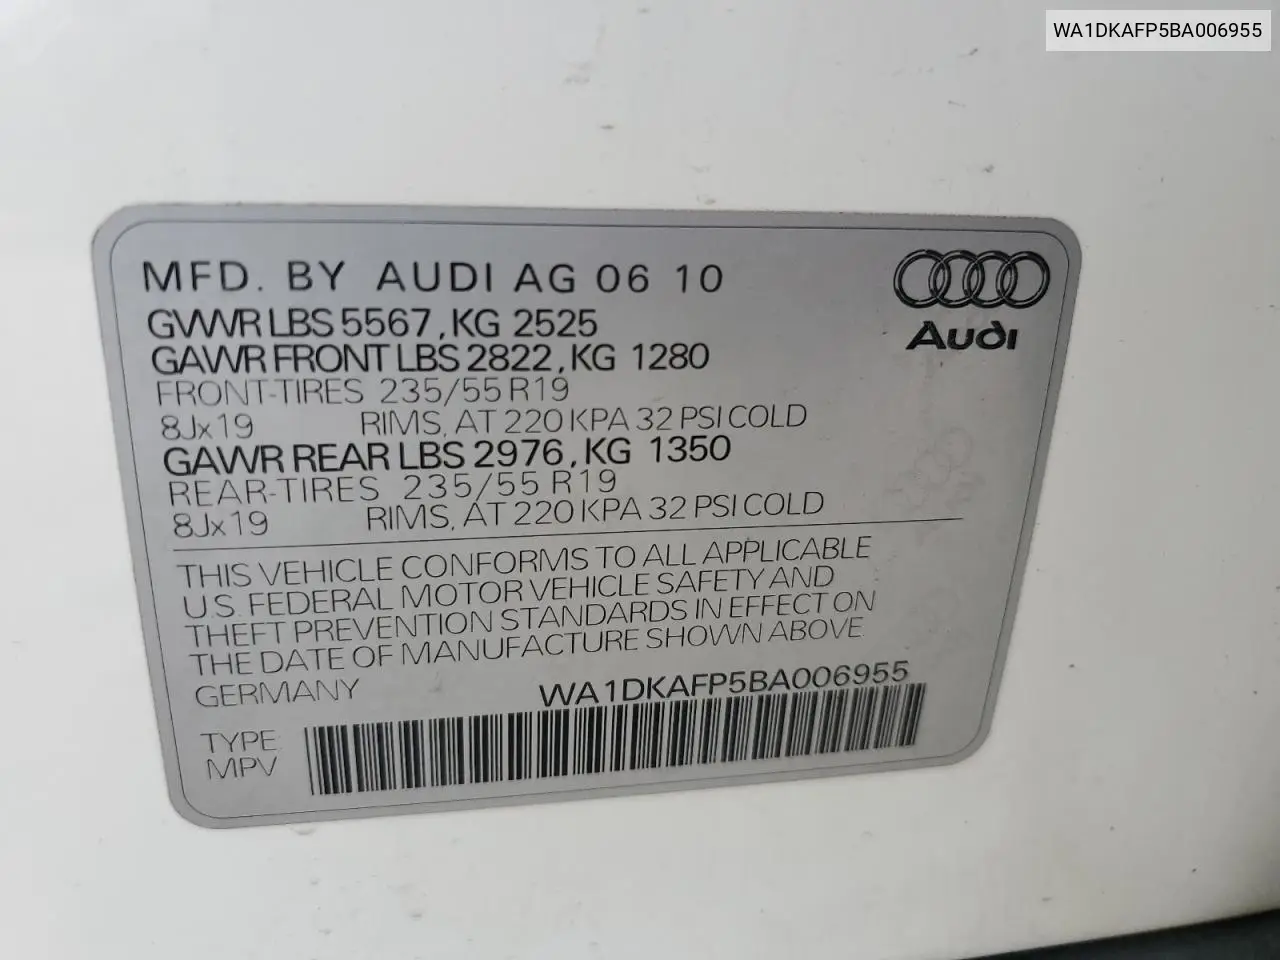 WA1DKAFP5BA006955
MFD. BY AUDI AG 06 10
GVWR LBS 5567, KG 2525
GAWR FRONT LBS 2822, KG 1280
FRONT-TIRES 235/55 R19
8Jx19 RIMS, AT 220 KPA 32 PSI COLD
GAWR REAR LBS 2976, KG 1350
REAR-TIRES 235/55 R19
8Jx19 RIMS, AT 220 KPA 32 PSI COLD
Audi
THIS VEHICLE CONFORMS TO ALL APPLICABLE
U.S. FEDERAL MOTOR VEHICLE SAFETY AND
THEFT PREVENTION STANDARDS IN EFFECT ON
THE DATE OF MANUFACTURE SHOWN ABOVE
GERMANY WA1DKAFP5BA006955
TYPE
MPV